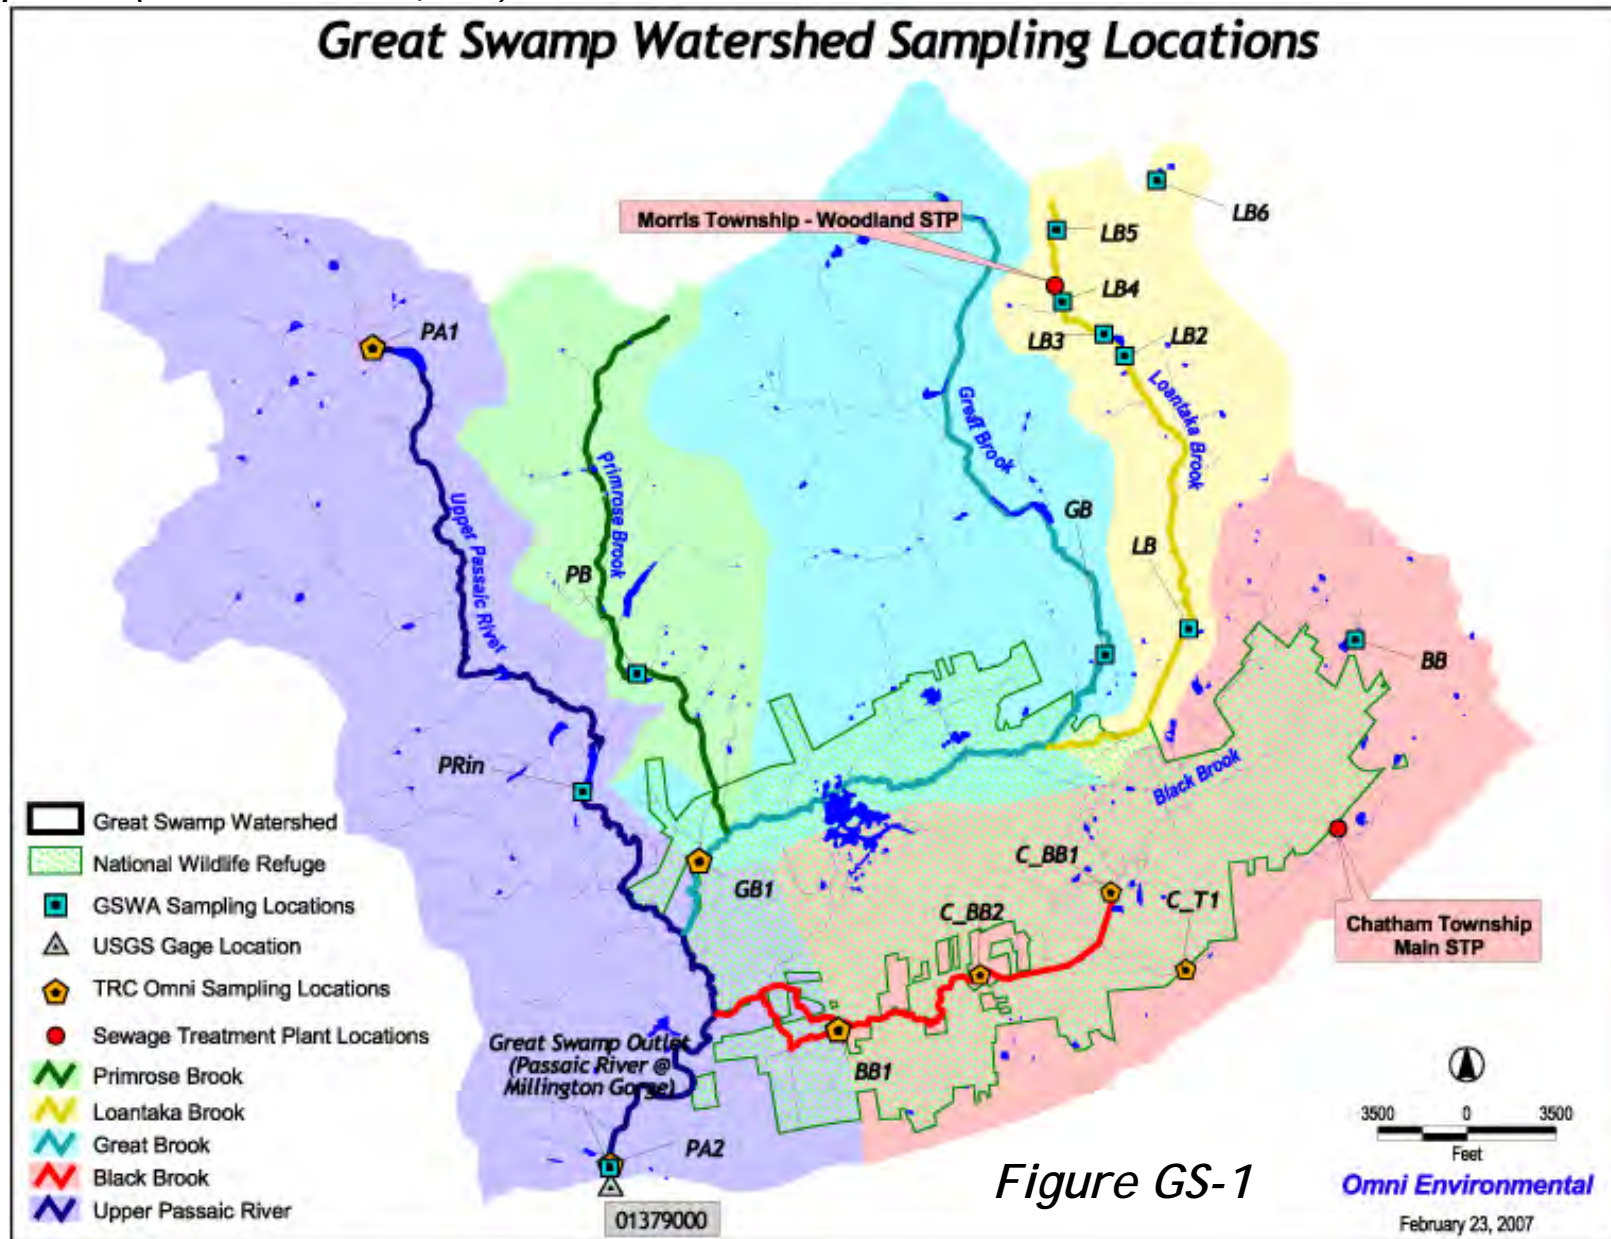 Great Swamp Watershed Sampling Locations
Morris Township - Woodland STP
LB6
LB5
LB4
LB3
LB2
PA1
Loantaka Brook
Great Brook
Primrose Brook
Upper Passaic River
GB
LB
PB
BB
PRin
Black Brook
C_BB1
GB1
C_BB2
C_T1
Chatham Township
Main STP
BB1
Great Swamp Outlet
(Passaic River @
Millington Gorge)
PA2
01379000
Great Swamp Watershed
National Wildlife Refuge
GSWA Sampling Locations
USGS Gage Location
TRC Omni Sampling Locations
Sewage Treatment Plant Locations
Primrose Brook
Loantaka Brook
Great Brook
Black Brook
Upper Passaic River
3500 0 3500
Feet
Figure GS-1
Omni Environmental
February 23, 2007